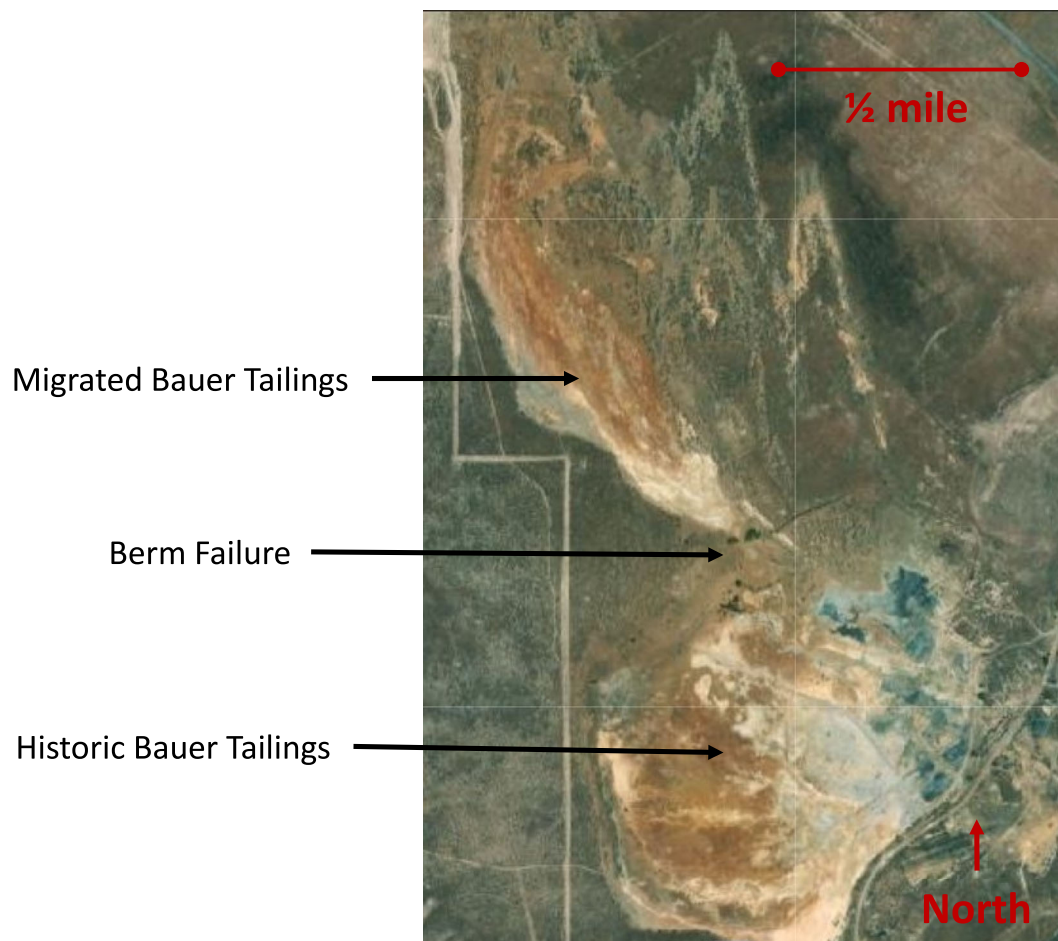 ½ mile
Migrated Bauer Tailings
Berm Failure
Historic Bauer Tailings
North